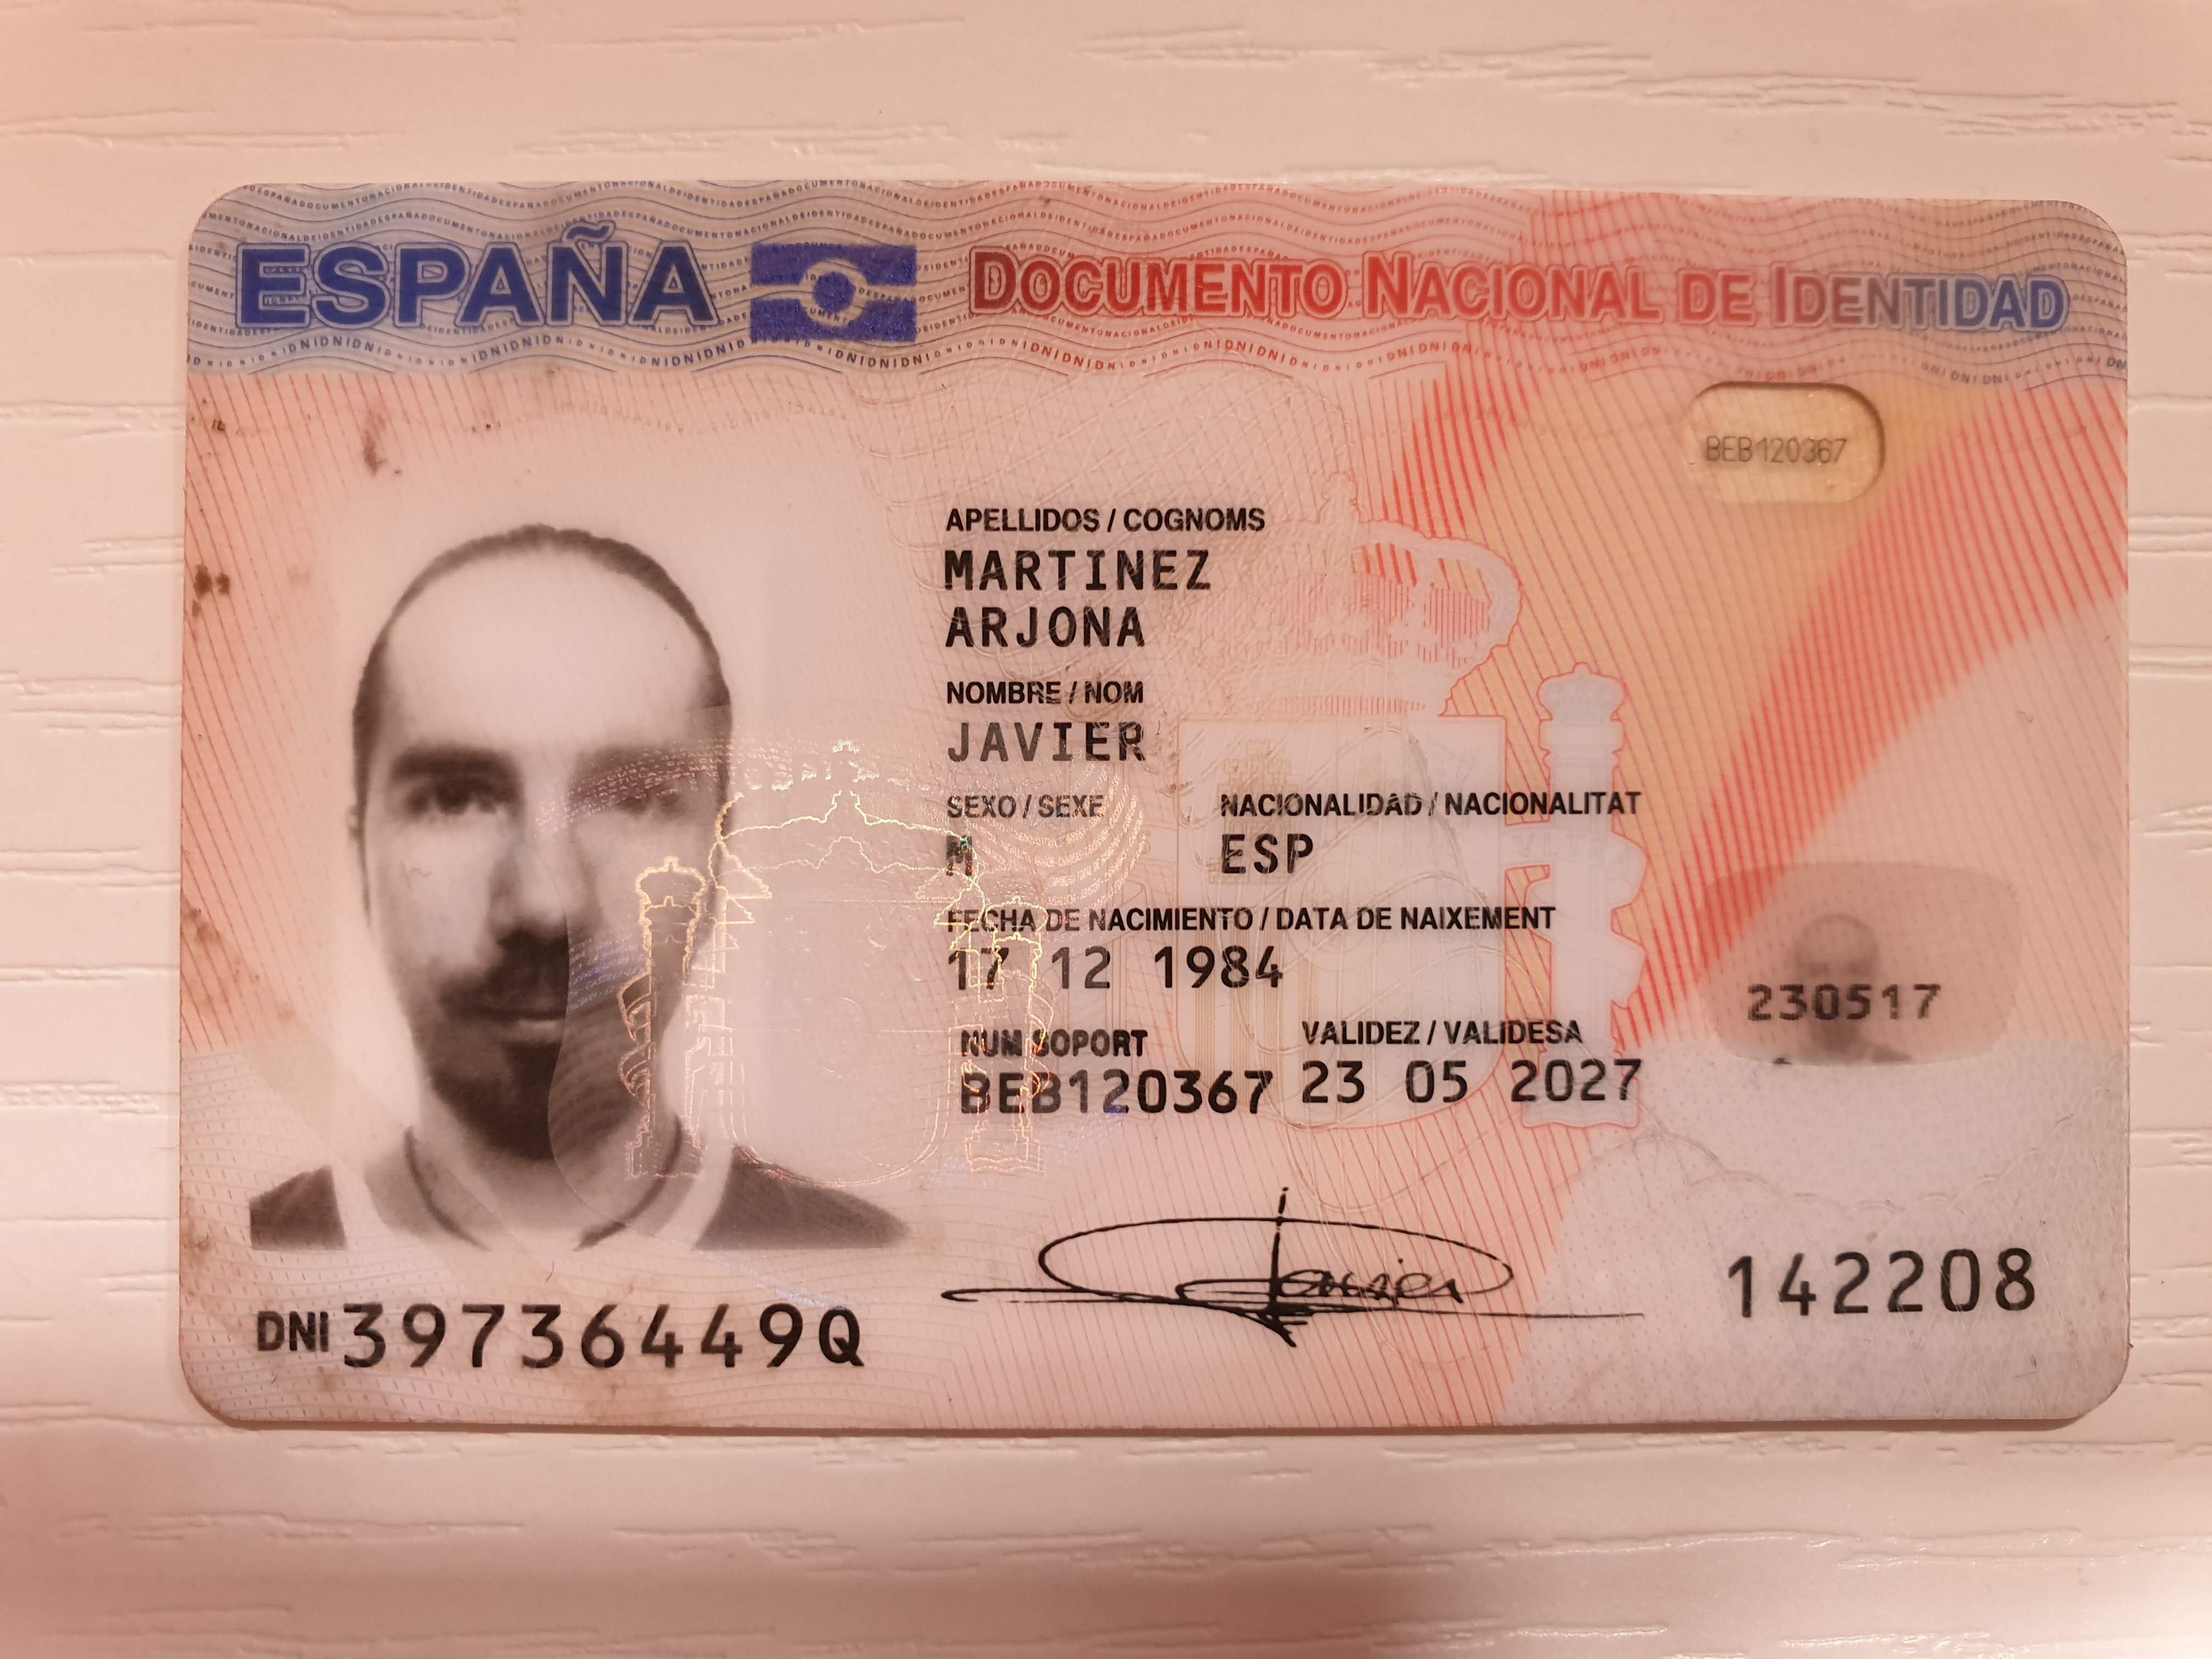 ESPAÑA DOCUMENTO NACIONAL DE IDENTIDAD
APELLIDOS / COGNOMS
MARTINEZ
ARJONA
NOMBRE / NOM
JAVIER
SEXO / SEXE NACIONALIDAD / NACIONALITAT
M ESP
FECHA DE NACIMIENTO / DATA DE NAIXEMENT
17 12 1984
NUM SOPORT VALIDEZ / VALIDESA
BEB120367 23 05 2027
BEB120367
230517
DNI 39736449Q
Javier
142208